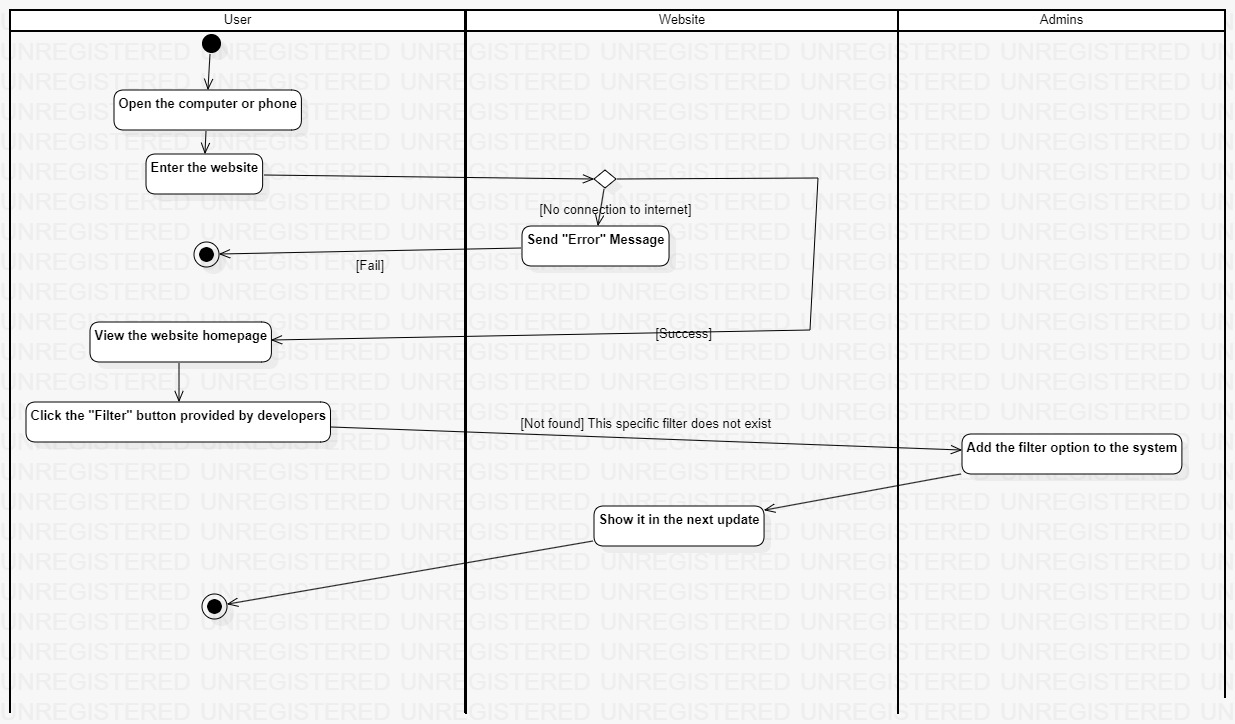 User
Website
Admins
Open the computer or phone
Enter the website
[No connection to internet]
Send "Error" Message
[Fail]
[Success]
View the website homepage
Click the "Filter" button provided by developers
[Not found] This specific filter does not exist
Add the filter option to the system
Show it in the next update
UNREGISTERED UNREGISTERED UNREGISTERED UNREGISTERED UNREGISTERED UNREGISTERED UN